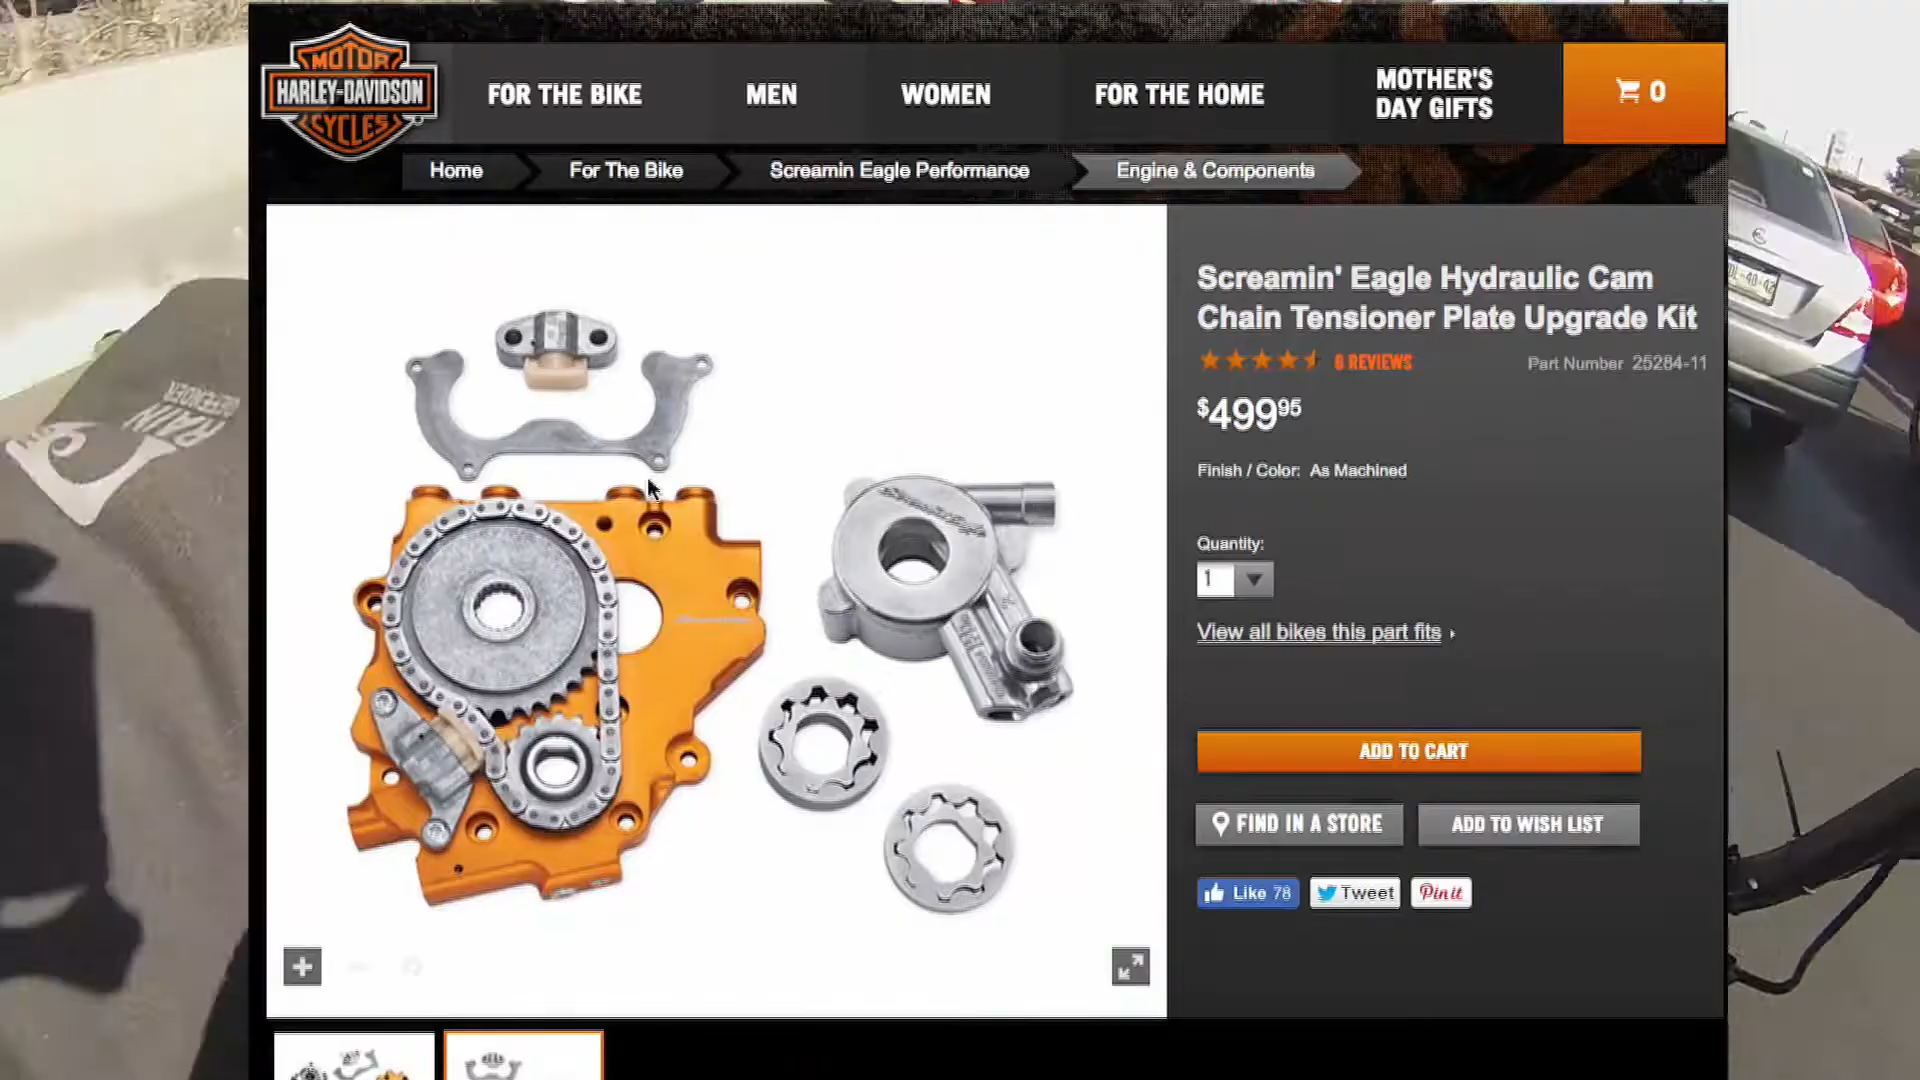 MOTOR
HARLEY-DAVIDSON
CYCLES
FOR THE BIKE
MEN
WOMEN
FOR THE HOME
MOTHER'S
DAY GIFTS
0
Home
For The Bike
Screamin Eagle Performance
Engine & Components
Screamin' Eagle Hydraulic Cam
Chain Tensioner Plate Upgrade Kit
6 REVIEWS
Part Number 25284-11
$49995
Finish / Color: As Machined
Quantity:
1
View all bikes this part fits
ADD TO CART
FIND IN A STORE
ADD TO WISH LIST
Like 78
Tweet
Pinit
RAIN
DEFENDER